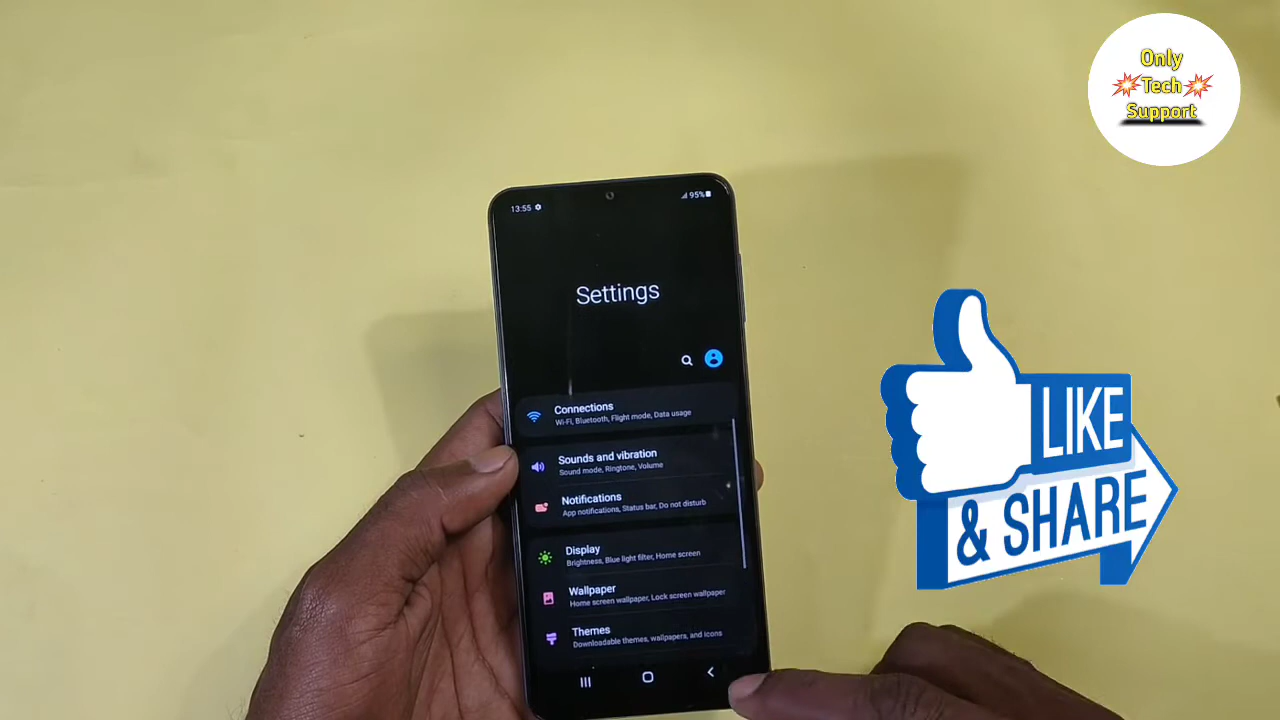 Only
Tech
Support
13:55
95%
Settings
Connections
Wi-Fi, Bluetooth, Flight mode, Data usage
Sounds and vibration
Sound mode, Ringtone, Volume
Notifications
App notifications, Status bar, Do not disturb
Display
Brightness, Blue light filter, Home screen
Wallpaper
Home screen wallpaper, Lock screen wallpaper
Themes
Downloadable themes, wallpapers, and icons
LIKE
& SHARE